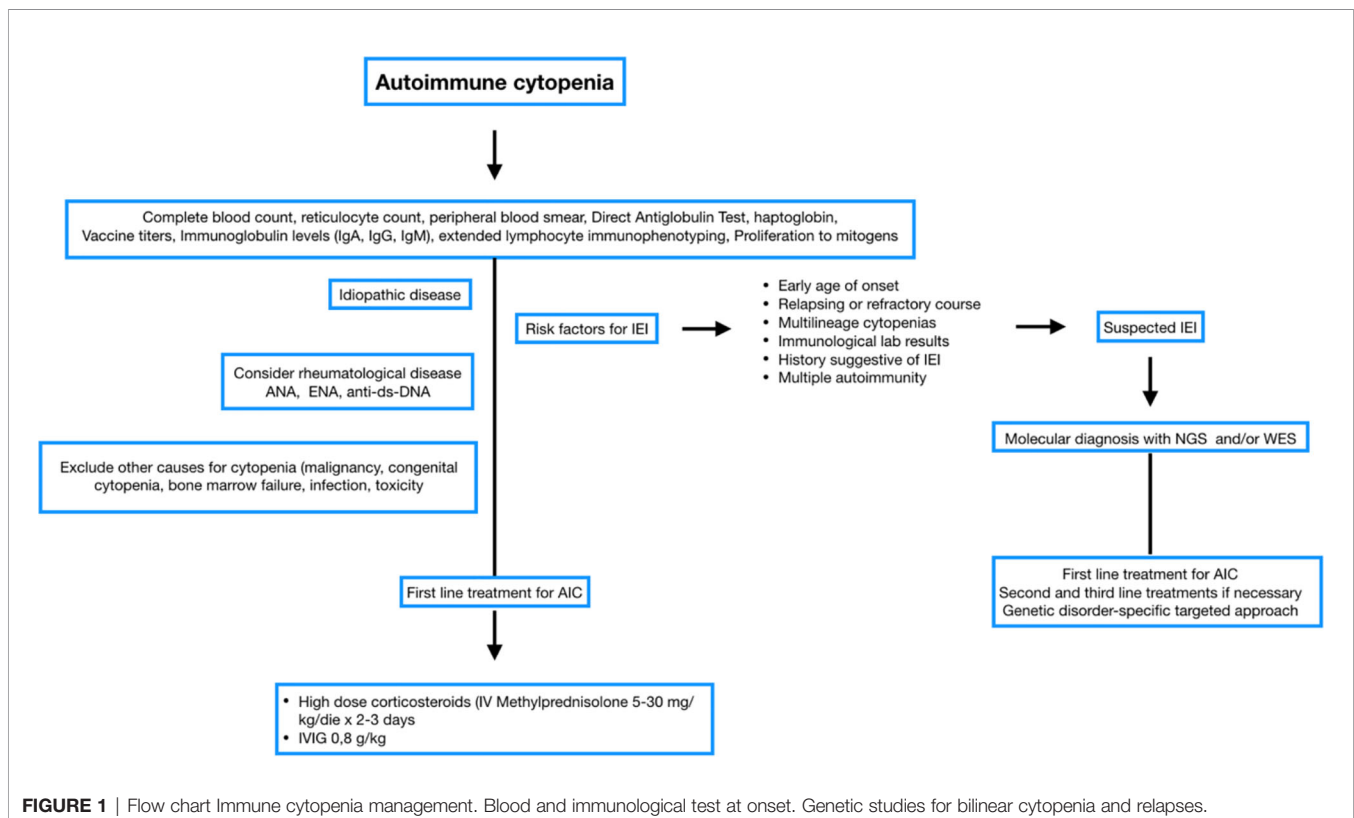 Autoimmune cytopenia
Complete blood count, reticulocyte count, peripheral blood smear, Direct Antiglobulin Test, haptoglobin,
Vaccine titers, Immunoglobulin levels (IgA, IgG, IgM), extended lymphocyte immunophenotyping, Proliferation to mitogens
Idiopathic disease
Consider rheumatological disease
ANA, ENA, anti-ds-DNA
Exclude other causes for cytopenia (malignancy, congenital
cytopenia, bone marrow failure, infection, toxicity
Risk factors for IEI
• Early age of onset
• Relapsing or refractory course
• Multilineage cytopenias
• Immunological lab results
• History suggestive of IEI
• Multiple autoimmunity
Suspected IEI
Molecular diagnosis with NGS and/or WES
First line treatment for AIC
Second and third line treatments if necessary
Genetic disorder-specific targeted approach
First line treatment for AIC
• High dose corticosteroids (IV Methylprednisolone 5-30 mg/
kg/die x 2-3 days
• IVIG 0,8 g/kg
FIGURE 1 | Flow chart Immune cytopenia management. Blood and immunological test at onset. Genetic studies for bilinear cytopenia and relapses.